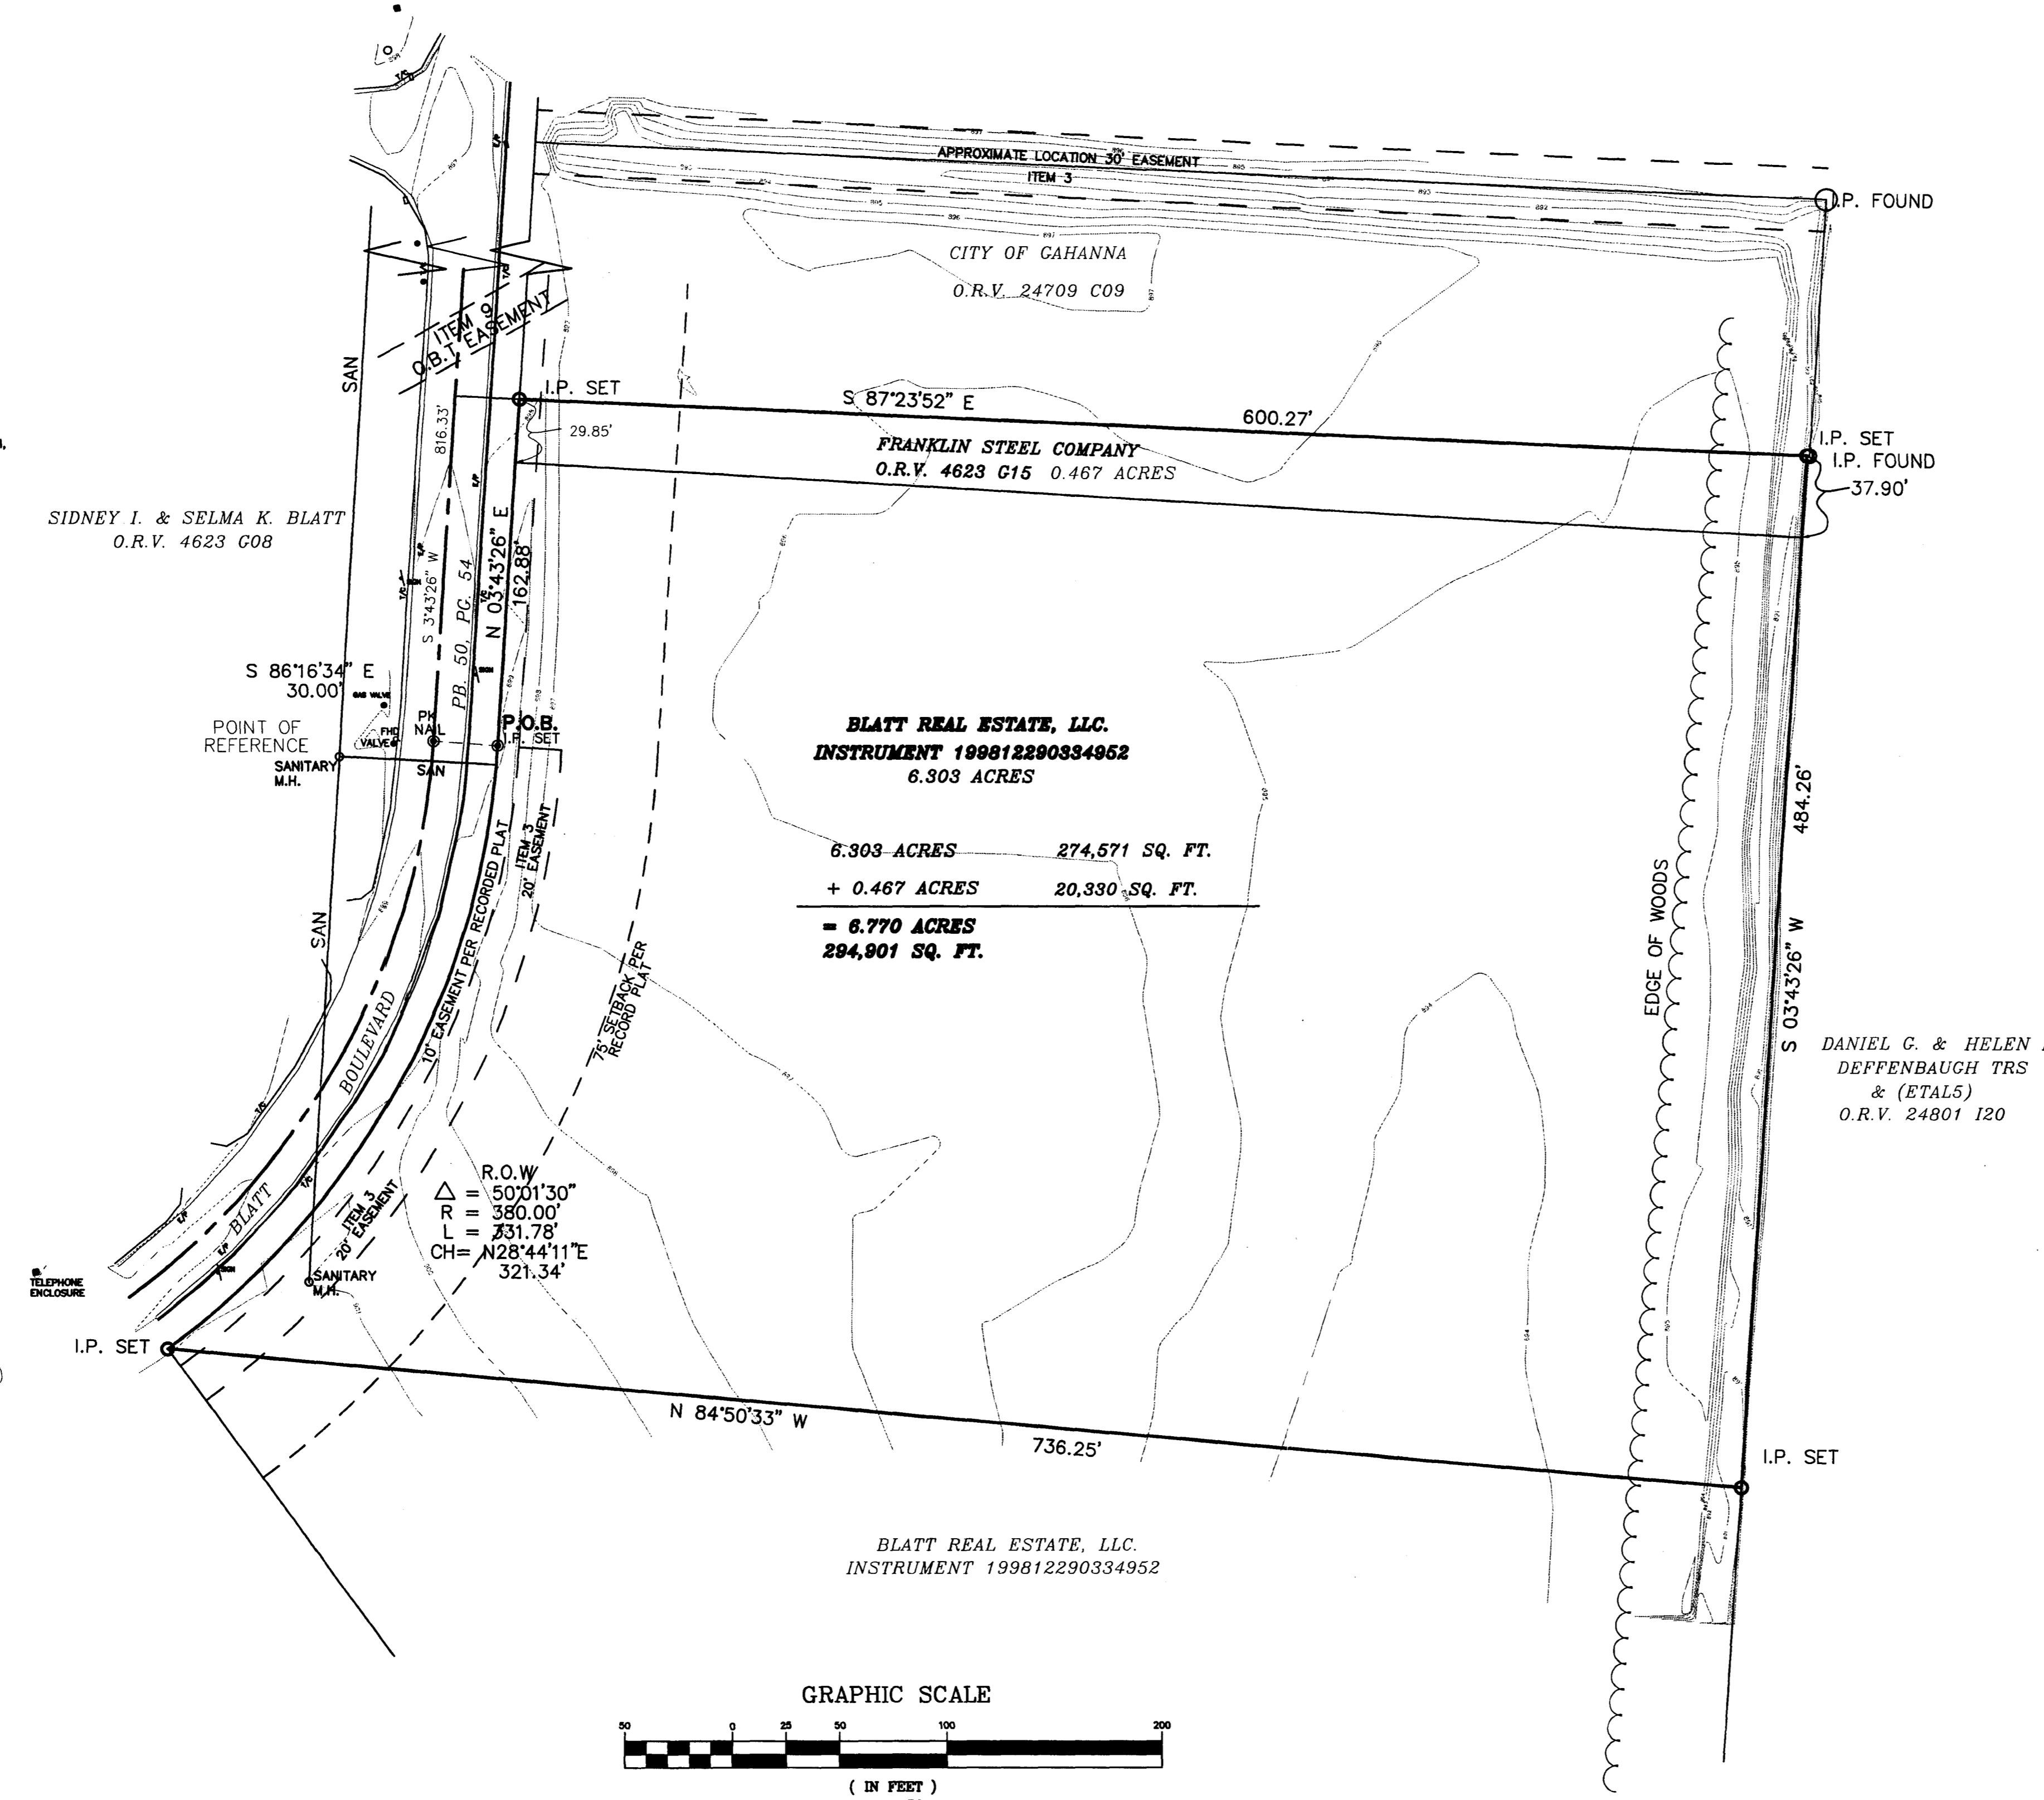 APPROXIMATE LOCATION 30' EASEMENT
ITEM 3
I.P. FOUND
CITY OF GAHANNA
O.R.V. 24709 C09
ITEM 9
O.B.T. EASEMENT
SAN
I.P. SET
S 87°23'52" E
600.27'
816.33'
29.85'
FRANKLIN STEEL COMPANY
O.R.V. 4623 G15 0.467 ACRES
I.P. SET
I.P. FOUND
37.90'
SIDNEY I. & SELMA K. BLATT
O.R.V. 4623 G08
S 3°43'26" W
PB. 50, PG. 54
N 03°43'26" E
162.88'
SIGN
SIGN
S 86°16'34" E
30.00'
GAS VALVE
POINT OF
REFERENCE
PK
NAIL
FHD
VALVE
P.O.B.
I.P. SET
SANITARY
M.H.
SAN
BLATT REAL ESTATE, LLC.
INSTRUMENT 199812290334952
6.303 ACRES
6.303 ACRES 274,571 SQ. FT.
+ 0.467 ACRES 20,330 SQ. FT.
= 6.770 ACRES
294,901 SQ. FT.
484.26'
S 03°43'26" W
EDGE OF WOODS
SAN
10' EASEMENT PER RECORDED PLAT
ITEM 3
20' EASEMENT
75' SETBACK PER
RECORD PLAT
BLATT BOULEVARD
DANIEL G. & HELEN
DEFFENBAUGH TRS
& (ETAL5)
O.R.V. 24801 I20
R.O.W
△ = 50°01'30"
R = 380.00'
L = 331.78'
CH= N28°44'11"E
321.34'
ITEM 3
20' EASEMENT
SIGN
SANITARY
M.H.
TELEPHONE
ENCLOSURE
I.P. SET
N 84°50'33" W
736.25'
I.P. SET
BLATT REAL ESTATE, LLC.
INSTRUMENT 199812290334952
GRAPHIC SCALE
50 0 25 50 100 200
( IN FEET )